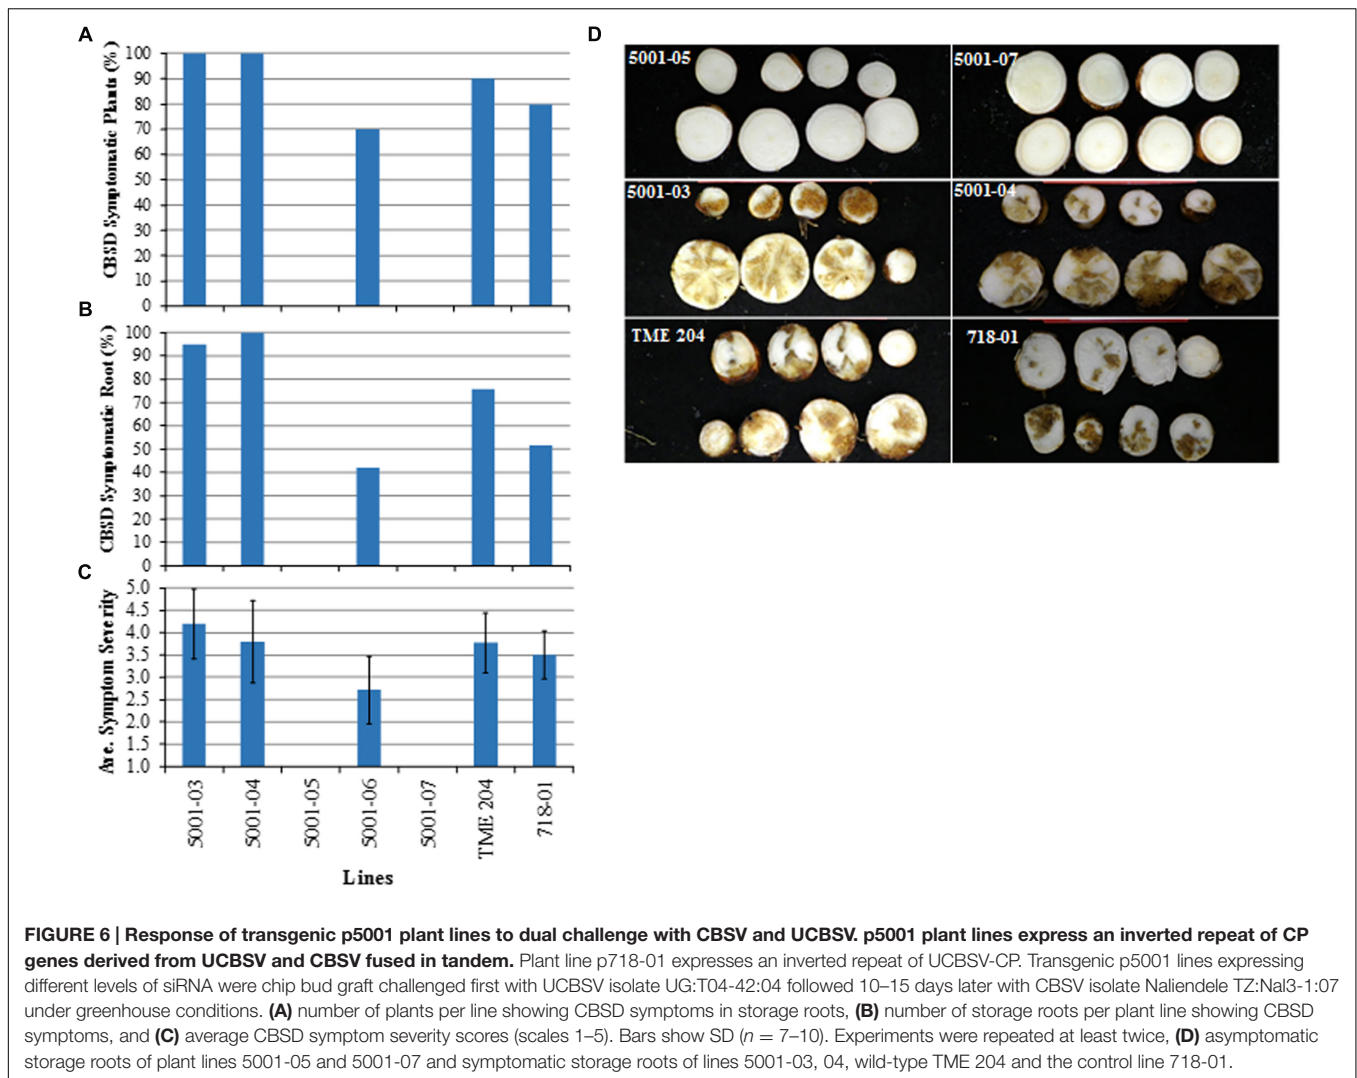 A
CBSD Symptomatic Plants (%)
100
90
80
70
60
50
40
30
20
10
0
B
CBSD Symptomatic Root (%)
100
90
80
70
60
50
40
30
20
10
0
C
Ave. Symptom Severity
5.0
4.5
4.0
3.5
3.0
2.5
2.0
1.5
1.0
5001-03
5001-04
5001-05
5001-06
5001-07
TME 204
718-01
Lines
D
5001-05
5001-07
5001-03
5001-04
TME 204
718-01
FIGURE 6 | Response of transgenic p5001 plant lines to dual challenge with CBSV and UCBSV. p5001 plant lines express an inverted repeat of CP
genes derived from UCBSV and CBSV fused in tandem. Plant line p718-01 expresses an inverted repeat of UCBSV-CP. Transgenic p5001 lines expressing
different levels of siRNA were chip bud graft challenged first with UCBSV isolate UG:T04-42:04 followed 10–15 days later with CBSV isolate Naliendele TZ:Nal3-1:07
under greenhouse conditions. (A) number of plants per line showing CBSD symptoms in storage roots, (B) number of storage roots per plant line showing CBSD
symptoms, and (C) average CBSD symptom severity scores (scales 1–5). Bars show SD (n = 7–10). Experiments were repeated at least twice, (D) asymptomatic
storage roots of plant lines 5001-05 and 5001-07 and symptomatic storage roots of lines 5001-03, 04, wild-type TME 204 and the control line 718-01.